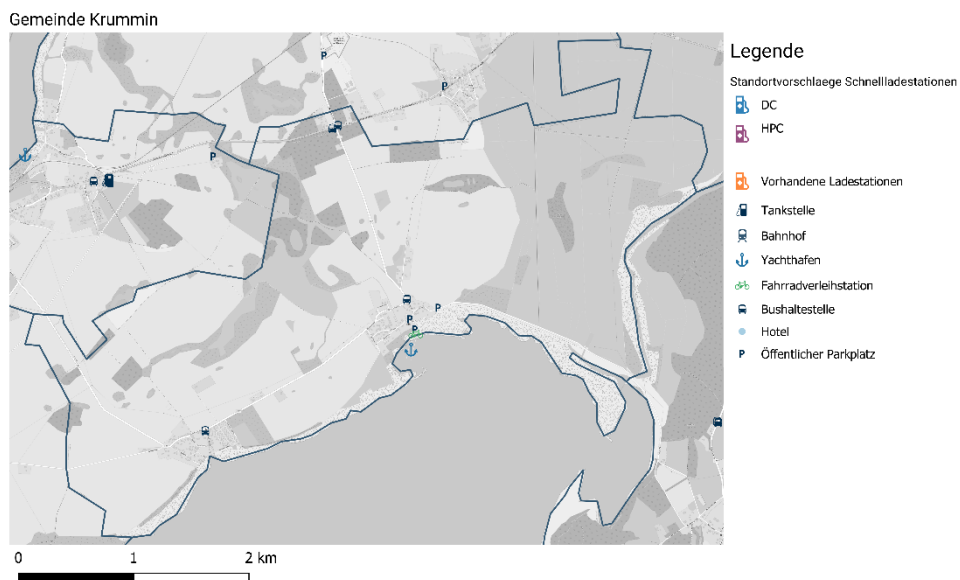 Gemeinde Krummin
P
P
P
P
P
P
Legende
Standortvorschlaege Schnellladestationen
DC
HPC
Vorhandene Ladestationen
Tankstelle
Bahnhof
Yachthafen
Fahrradverleihstation
Bushaltestelle
Hotel
P Öffentlicher Parkplatz
0 1 2 km